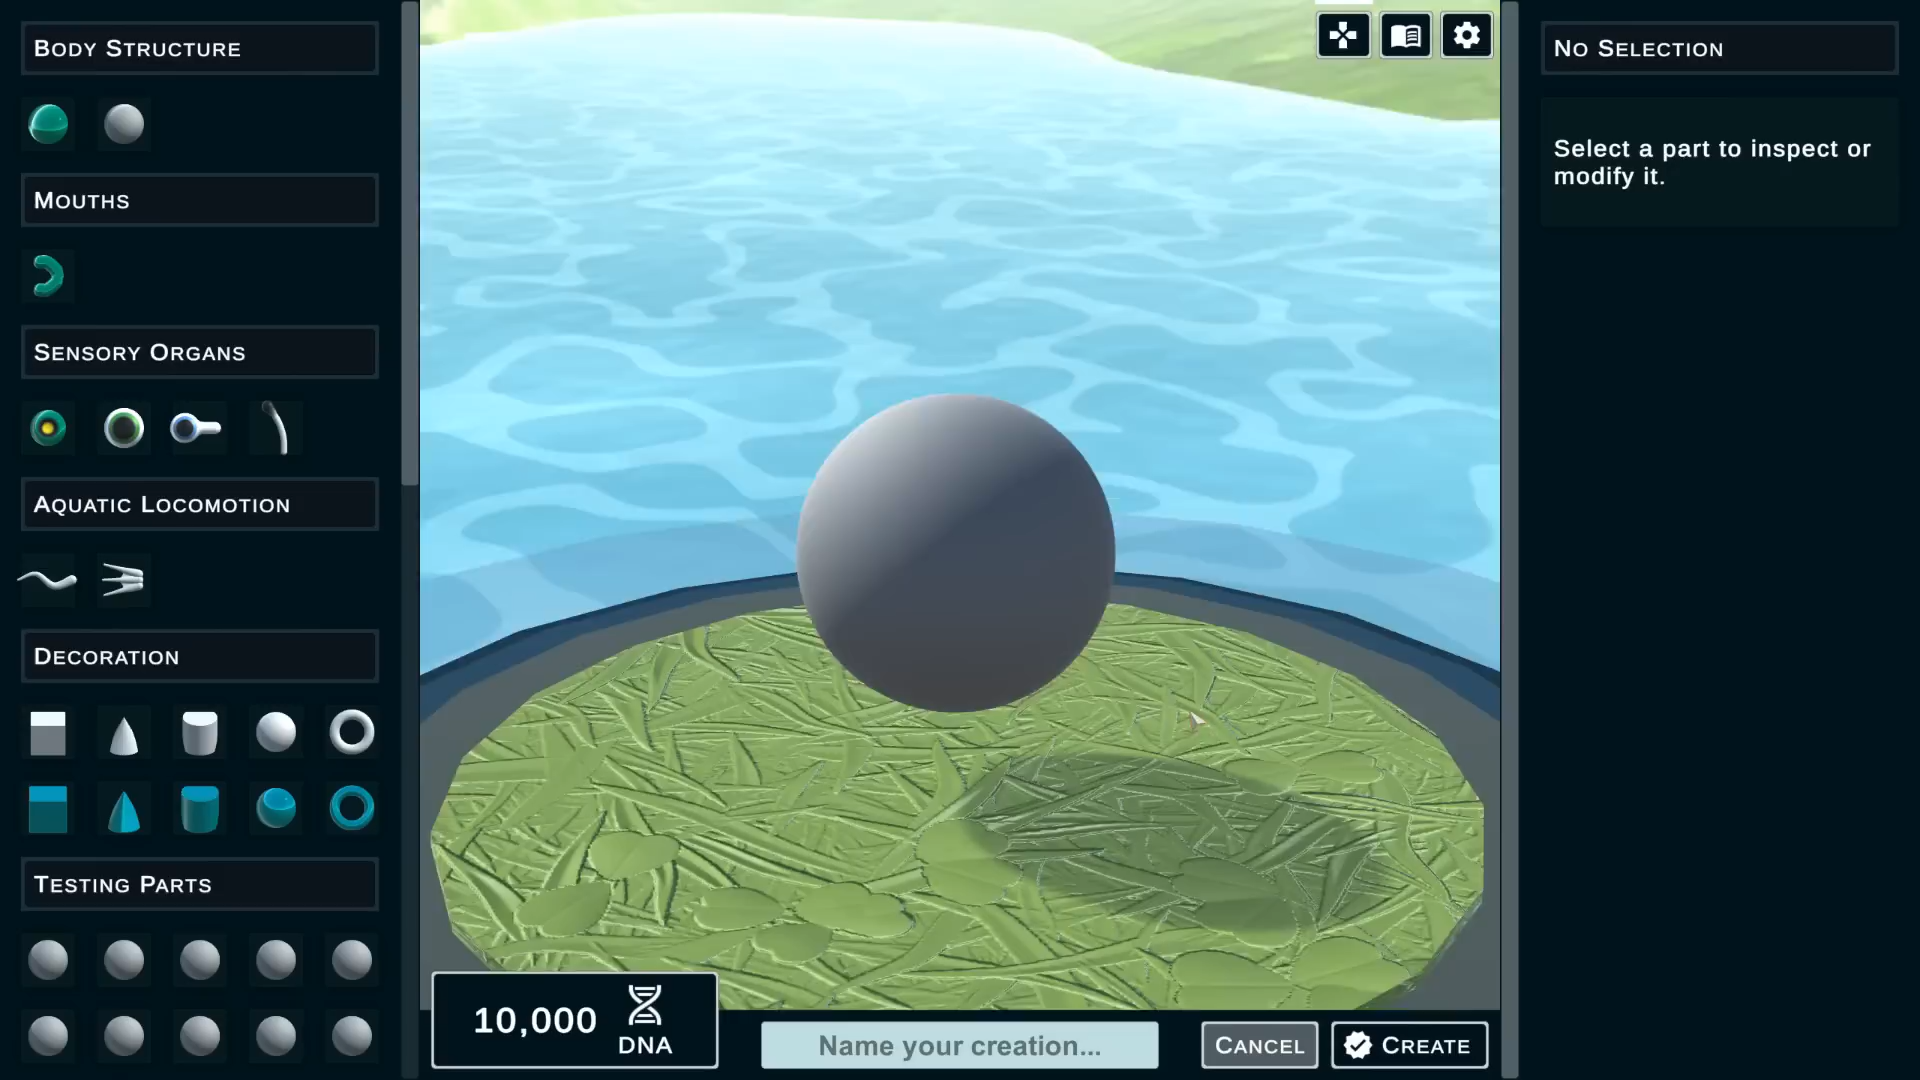 BODY STRUCTURE
MOUTHS
SENSORY ORGANS
AQUATIC LOCOMOTION
DECORATION
TESTING PARTS
10,000
DNA
Name your creation...
CANCEL
CREATE
NO SELECTION
Select a part to inspect or
modify it.